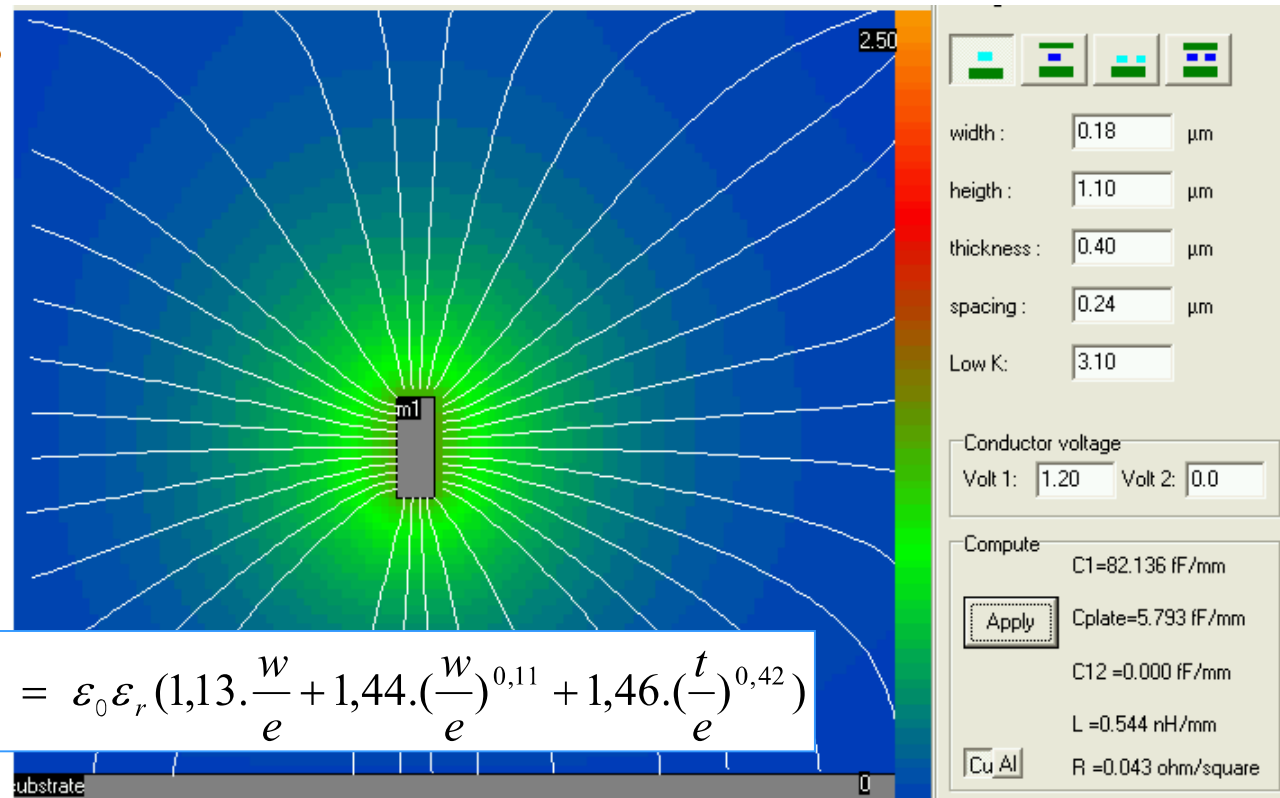 2.50
m1
= ε₀εᵣ(1,13.w/e + 1,44.(w/e)^0,11 + 1,46.(t/e)^0,42)
ubstrate
0
width : 0.18 µm
heigth : 1.10 µm
thickness : 0.40 µm
spacing : 0.24 µm
Low K: 3.10
Conductor voltage
Volt 1: 1.20 Volt 2: 0.0
Compute
C1=82.136 fF/mm
Apply
Cplate=5.793 fF/mm
C12 =0.000 fF/mm
L =0.544 nH/mm
Cu Al
R =0.043 ohm/square